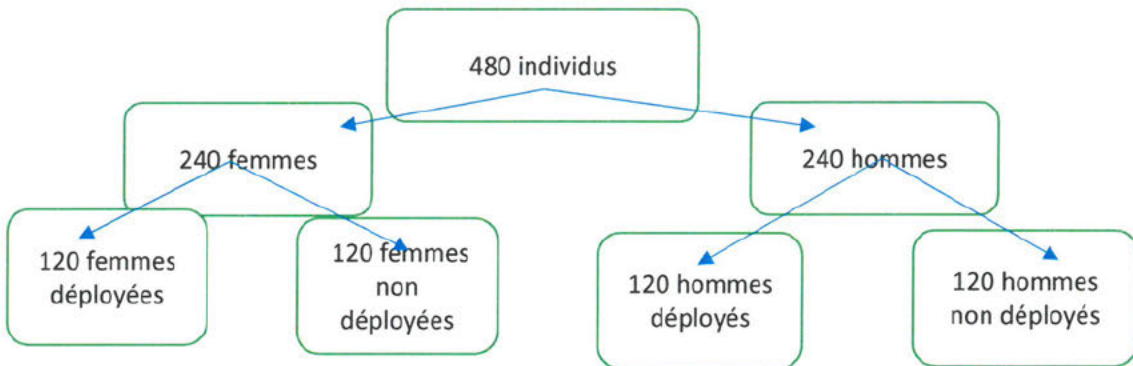 480 individus
240 femmes
240 hommes
120 femmes
déployées
120 femmes
non
déployées
120 hommes
déployés
120 hommes
non déployés